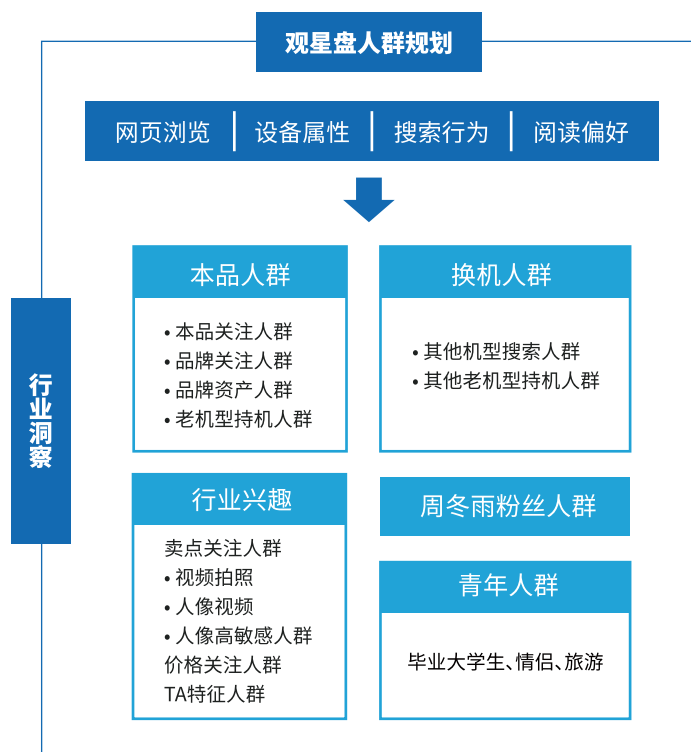 观星盘人群规划
网页浏览
设备属性
搜索行为
阅读偏好
行业洞察
本品人群
• 本品关注人群
• 品牌关注人群
• 品牌资产人群
• 老机型持机人群
换机人群
• 其他机型搜索人群
• 其他老机型持机人群
行业兴趣
卖点关注人群
• 视频拍照
• 人像视频
• 人像高敏感人群
价格关注人群
TA特征人群
周冬雨粉丝人群
青年人群
毕业大学生、情侣、旅游